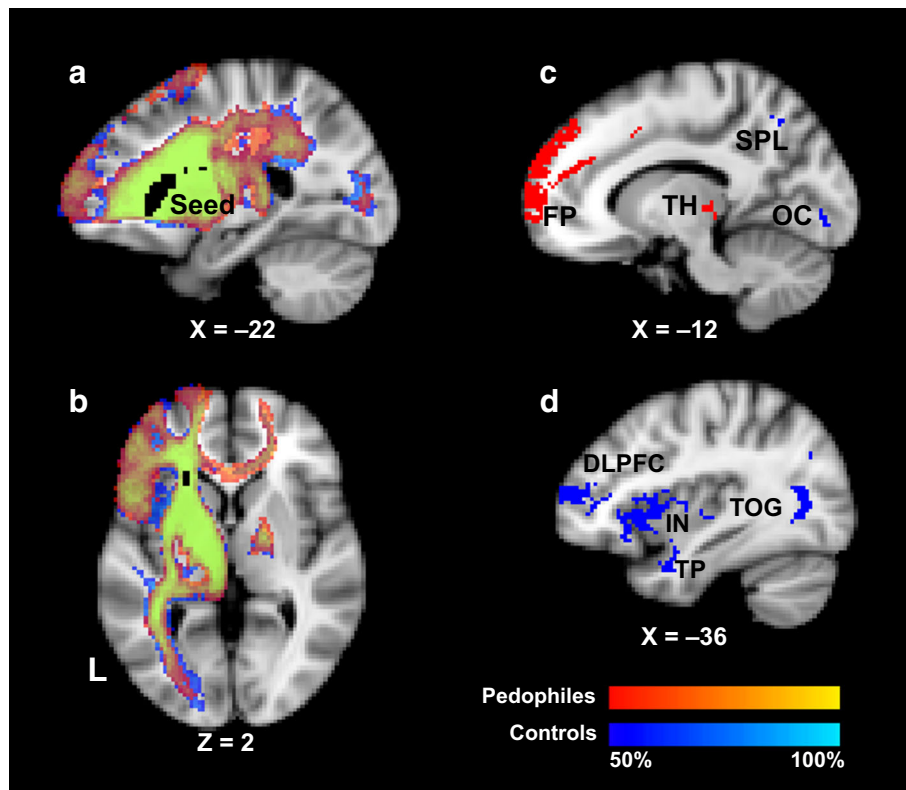 a
Seed
X = –22
c
SPL
FP
TH
OC
X = –12
b
L
Z = 2
d
DLPFC
IN
TOG
TP
X = –36
Pedophiles
Controls
50% 100%